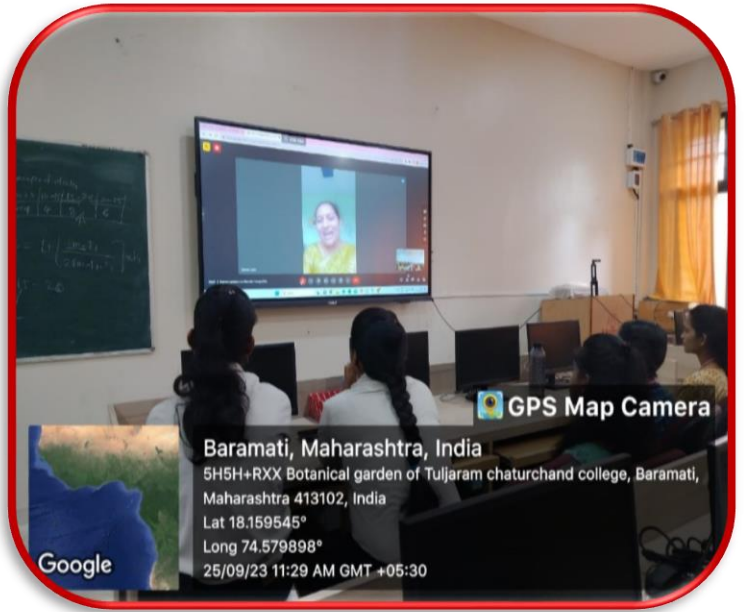 GPS Map Camera
Baramati, Maharashtra, India
5H5H+RXX Botanical garden of Tuljaram chaturchand college, Baramati,
Maharashtra 413102, India
Lat 18.159545°
Long 74.579898°
25/09/23 11:29 AM GMT +05:30
Google